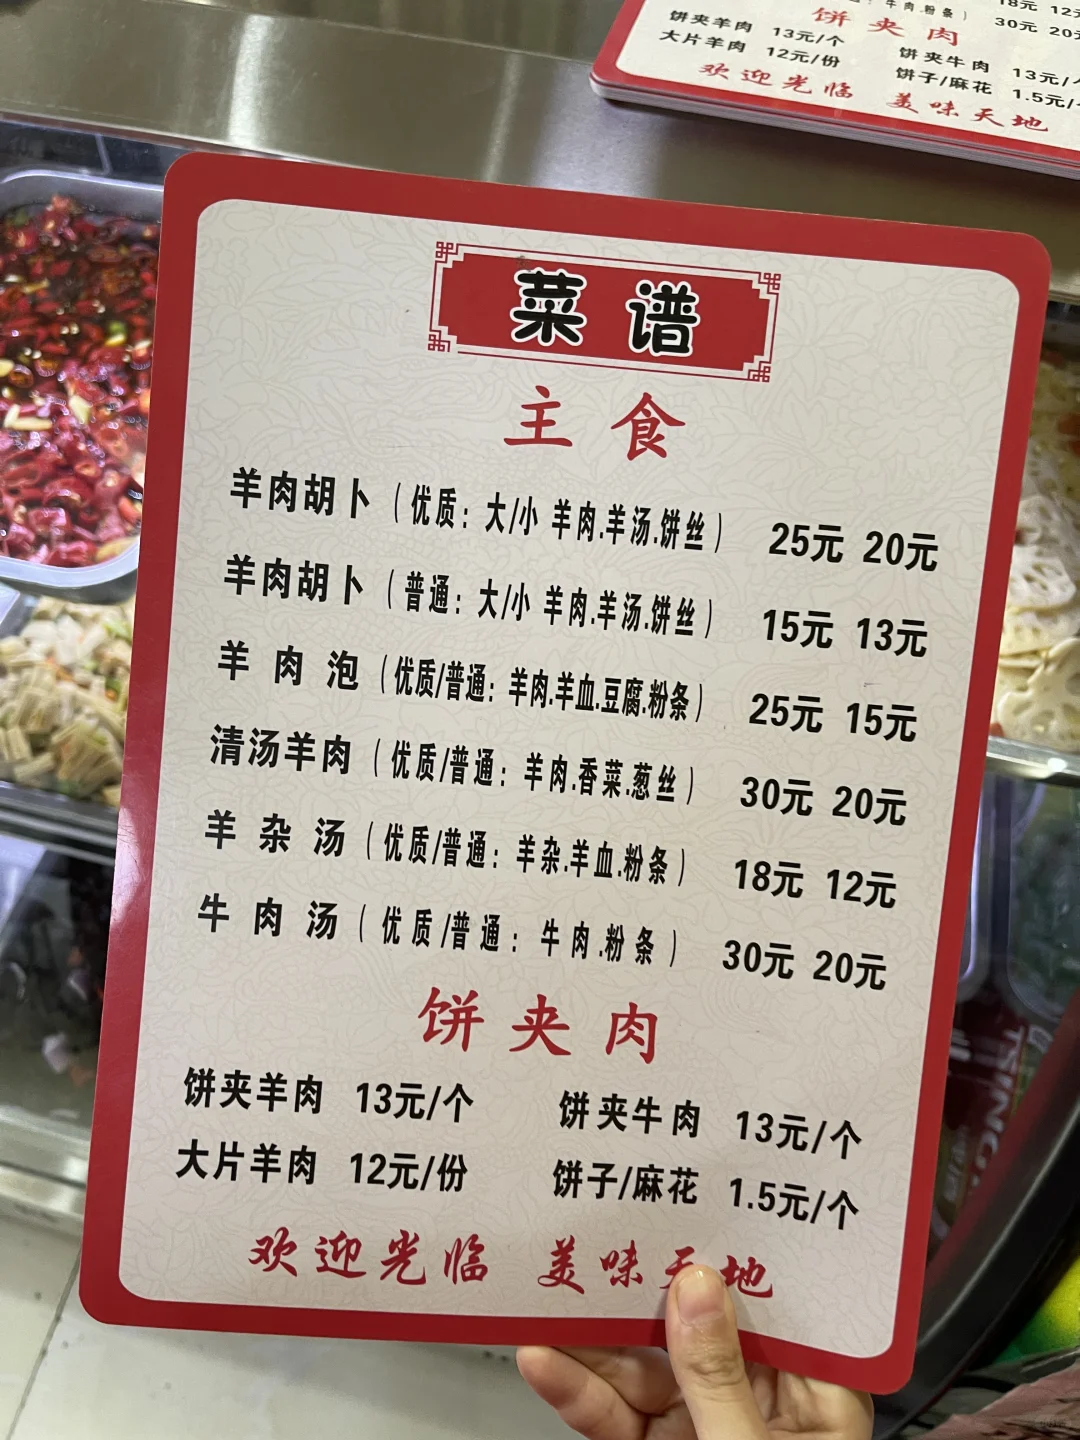 牛肉.粉条）
18元 12元
饼夹肉
30元 20元
饼夹羊肉 13元/个 饼夹牛肉 13元/
大片羊肉 12元/份 饼子/麻花 1.5元/
欢迎光临 美味天地
菜谱
主食
羊肉胡卜（优质：大/小 羊肉.羊汤.饼丝） 25元 20元
羊肉胡卜（普通：大/小 羊肉.羊汤.饼丝） 15元 13元
羊肉泡（优质/普通：羊肉.羊血.豆腐.粉条） 25元 15元
清汤羊肉（优质/普通：羊肉.香菜.葱丝） 30元 20元
羊杂汤（优质/普通：羊杂.羊血.粉条） 18元 12元
牛肉汤（优质/普通：牛肉.粉条） 30元 20元
饼夹肉
饼夹羊肉 13元/个 饼夹牛肉 13元/个
大片羊肉 12元/份 饼子/麻花 1.5元/个
欢迎光临 美味天地
TSINGTAO